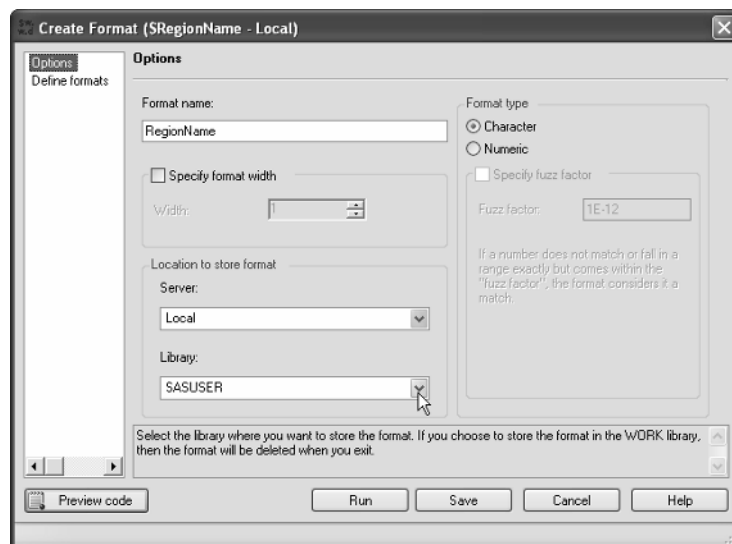 Create Format (SRegionName - Local)
Options
Define formats
Options
Format name:
RegionName
Specify format width
Width:
1
Location to store format
Server:
Local
Library:
SASUSER
Format type
Character
Numeric
Specify fuzz factor
Fuzz factor:
1E-12
If a number does not match or fall in a
range exactly but comes within the
"fuzz factor", the format considers it a
match.
Select the library where you want to store the format. If you choose to store the format in the WORK library,
then the format will be deleted when you exit.
Preview code
Run
Save
Cancel
Help